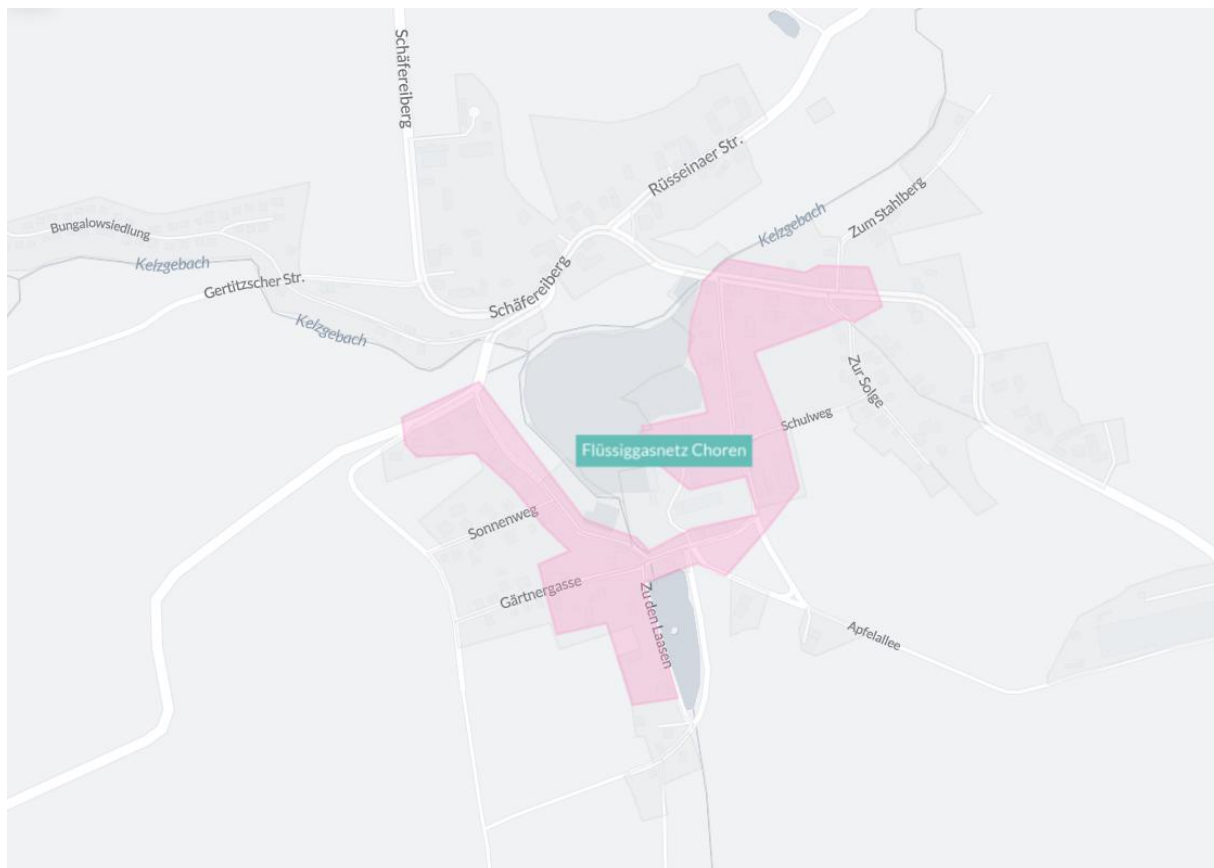 Schäfereiberg
Rüsseinaer Str.
Zum Stahlberg
Kelzgebach
Bungalowsiedlung
Kelzgebach
Gertitzscher Str.
Schäfereiberg
Kelzgebach
Zur Solge
Schulweg
Flüssiggasnetz Choren
Sonnenweg
Gärtnergasse
Zu den Laasen
Apfelallee